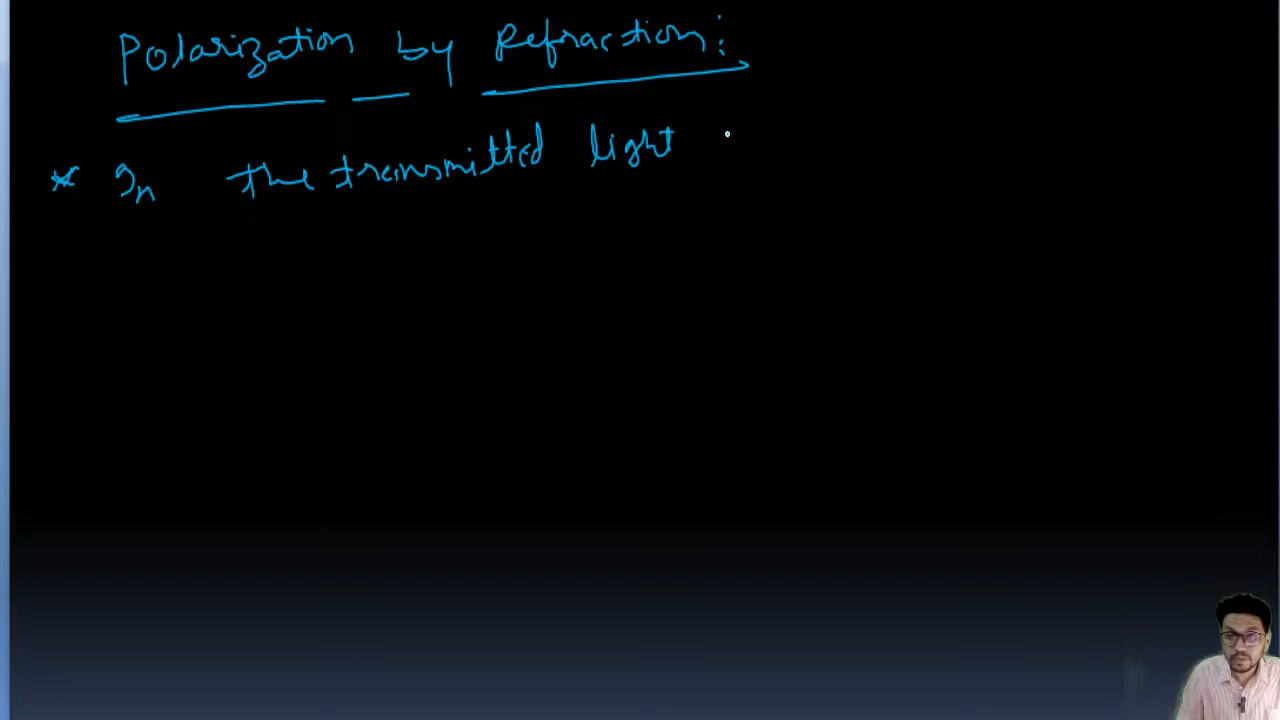 Polarization by Refraction:
* In the transmitted light